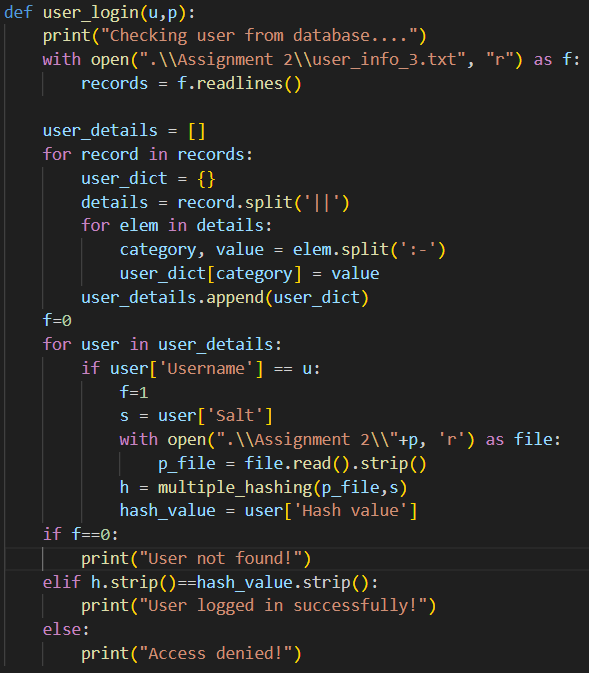 def user_login(u,p):
    print("Checking user from database....")
    with open(".\\Assignment 2\\user_info_3.txt", "r") as f:
        records = f.readlines()

    user_details = []
    for record in records:
        user_dict = {}
        details = record.split('||')
        for elem in details:
            category, value = elem.split(':-')
            user_dict[category] = value
        user_details.append(user_dict)
    f=0
    for user in user_details:
        if user['Username'] == u:
            f=1
            s = user['Salt']
            with open(".\\Assignment 2\\"+p, 'r') as file:
                p_file = file.read().strip()
            h = multiple_hashing(p_file,s)
            hash_value = user['Hash value']
    if f==0:
        print("User not found!")
    elif h.strip()==hash_value.strip():
        print("User logged in successfully!")
    else:
        print("Access denied!")